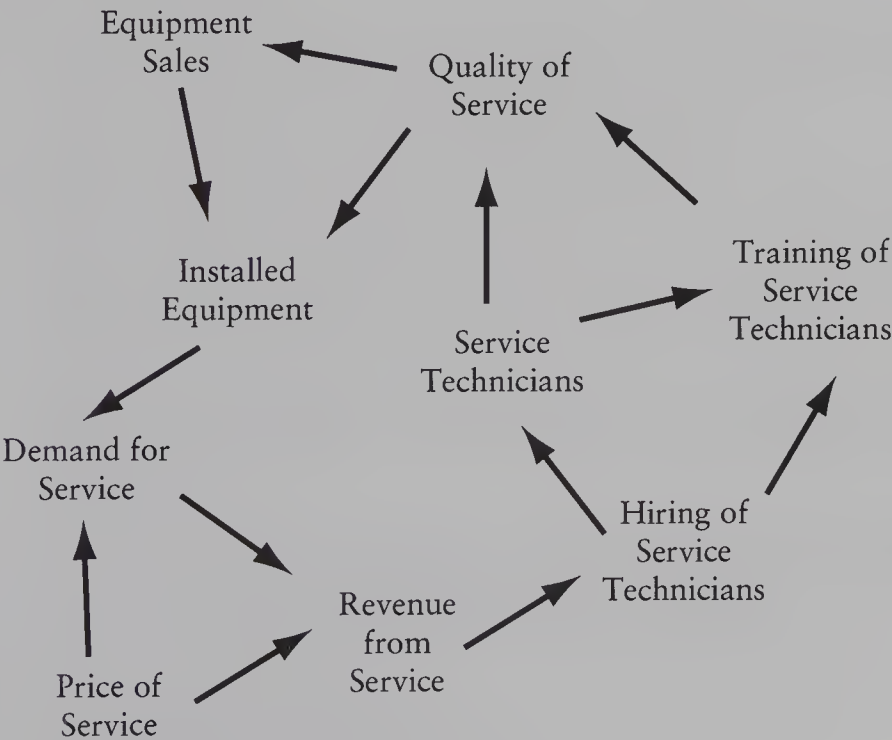 Equipment
Sales
Quality of
Service
Installed
Equipment
Training of
Service
Technicians
Service
Technicians
Demand for
Service
Hiring of
Service
Technicians
Revenue
from
Service
Price of
Service